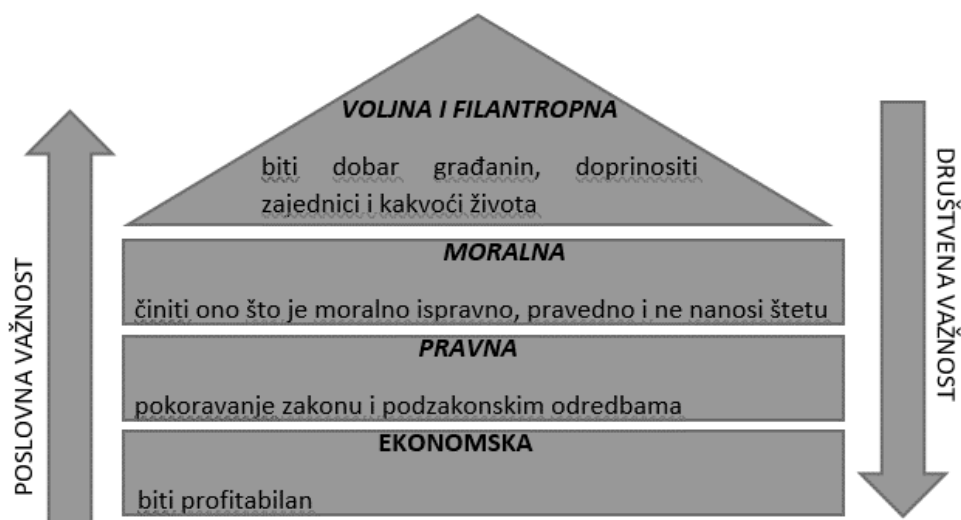 VOLJNA I FILANTROPNA
biti dobar građanin, doprinositi
zajednici i kakvoći života
MORALNA
činiti ono što je moralno ispravno, pravedno i ne nanosi štetu
PRAVNA
pokoravanje zakonu i podzakonskim odredbama
EKONOMSKA
biti profitabilan
POSLOVNA VAŽNOST
DRUŠTVENA VAŽNOST